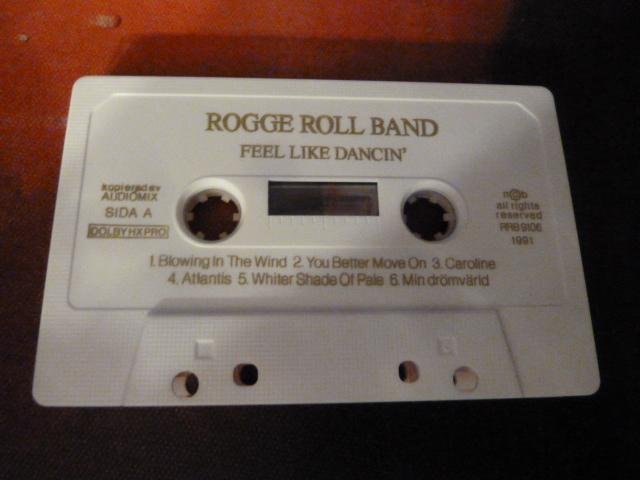 ROGGE ROLL BAND
FEEL LIKE DANCIN'
kopierad av
AUDIOMIX
SIDA A
DOLBY HX PRO
n©b
all rights
reserved
RRB 9106
1991
1. Blowing In The Wind 2. You Better Move On 3. Caroline
4. Atlantis 5. Whiter Shade Of Pale 6. Min drömvärld